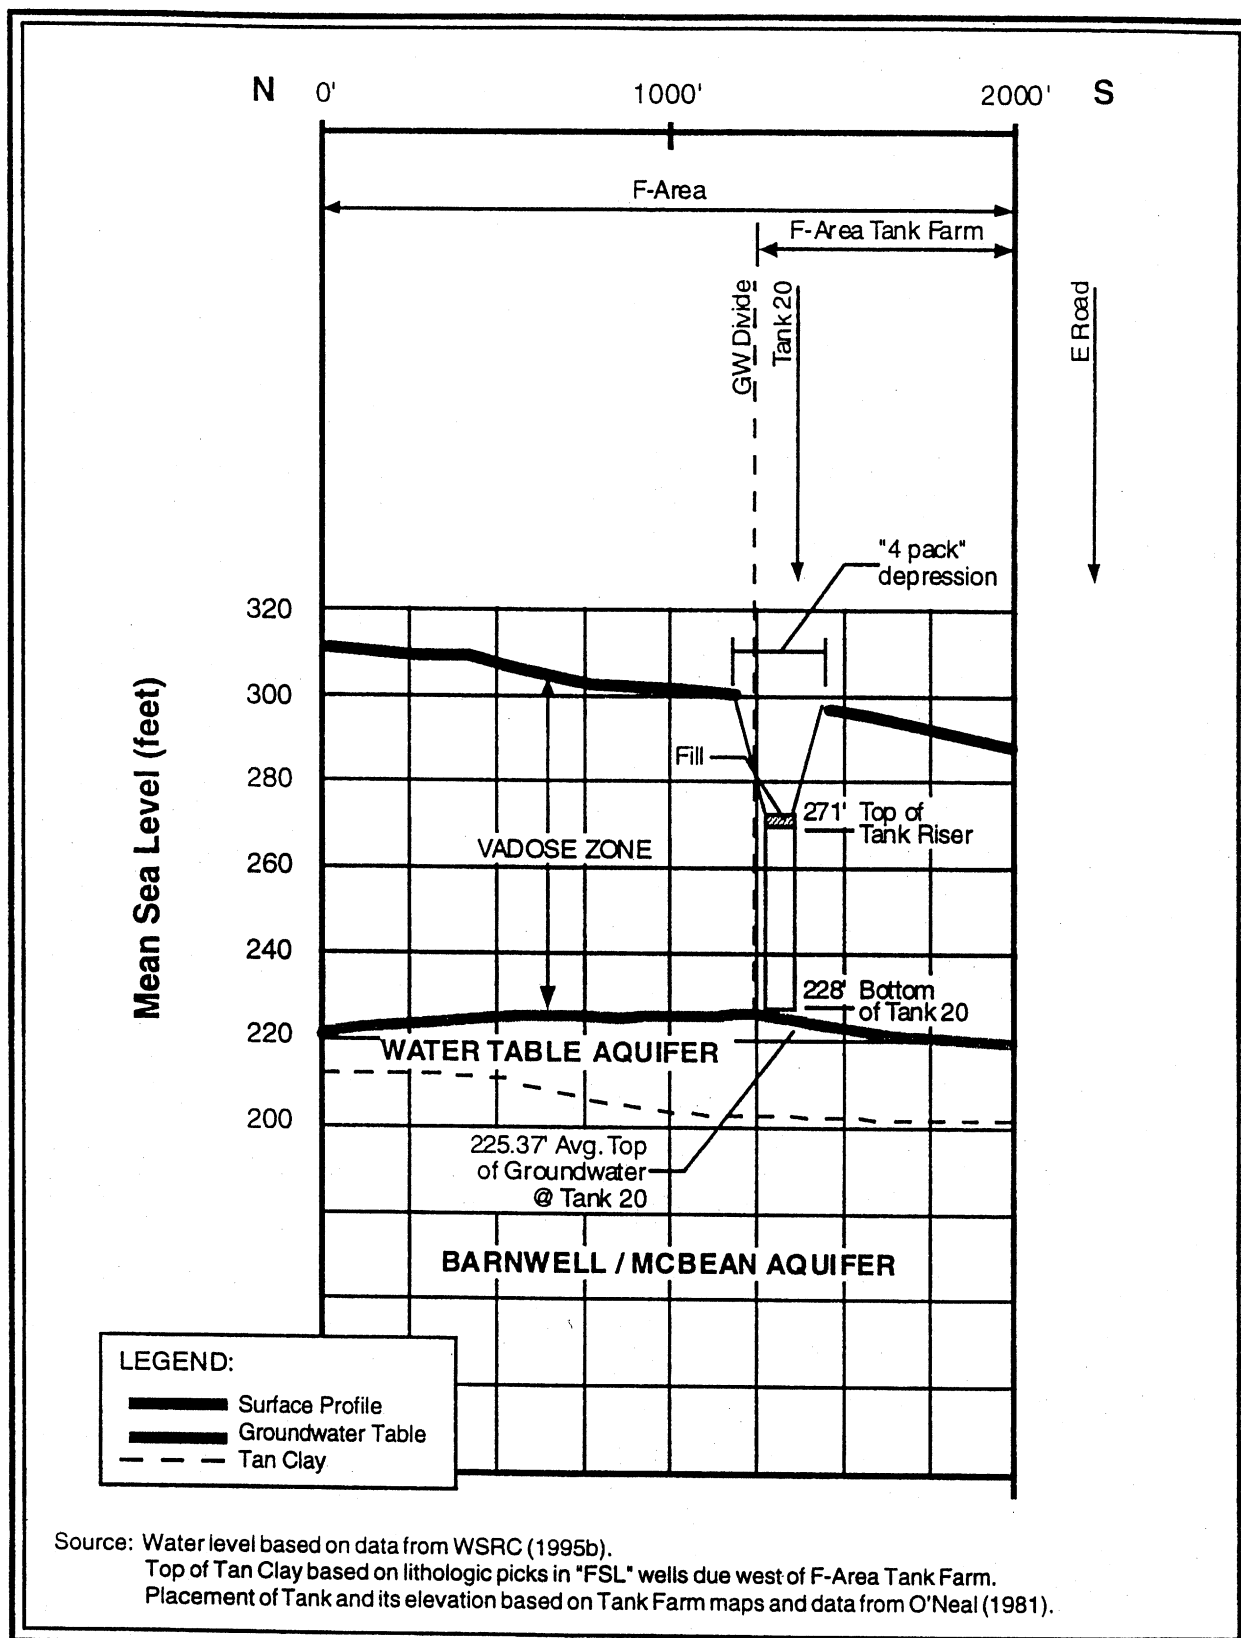 N 0' 1000' 2000' S
F-Area
F-Area Tank Farm
GW Divide
Tank 20
E Road
"4 pack"
depression
Mean Sea Level (feet)
320
300
280
260
240
220
200
Fill
271' Top of
Tank Riser
VADOSE ZONE
228' Bottom
of Tank 20
WATER TABLE AQUIFER
225.37' Avg. Top
of Groundwater
@ Tank 20
BARNWELL / MCBEAN AQUIFER
LEGEND:
Surface Profile
Groundwater Table
Tan Clay
Source: Water level based on data from WSRC (1995b).
Top of Tan Clay based on lithologic picks in "FSL" wells due west of F-Area Tank Farm.
Placement of Tank and its elevation based on Tank Farm maps and data from O'Neal (1981).